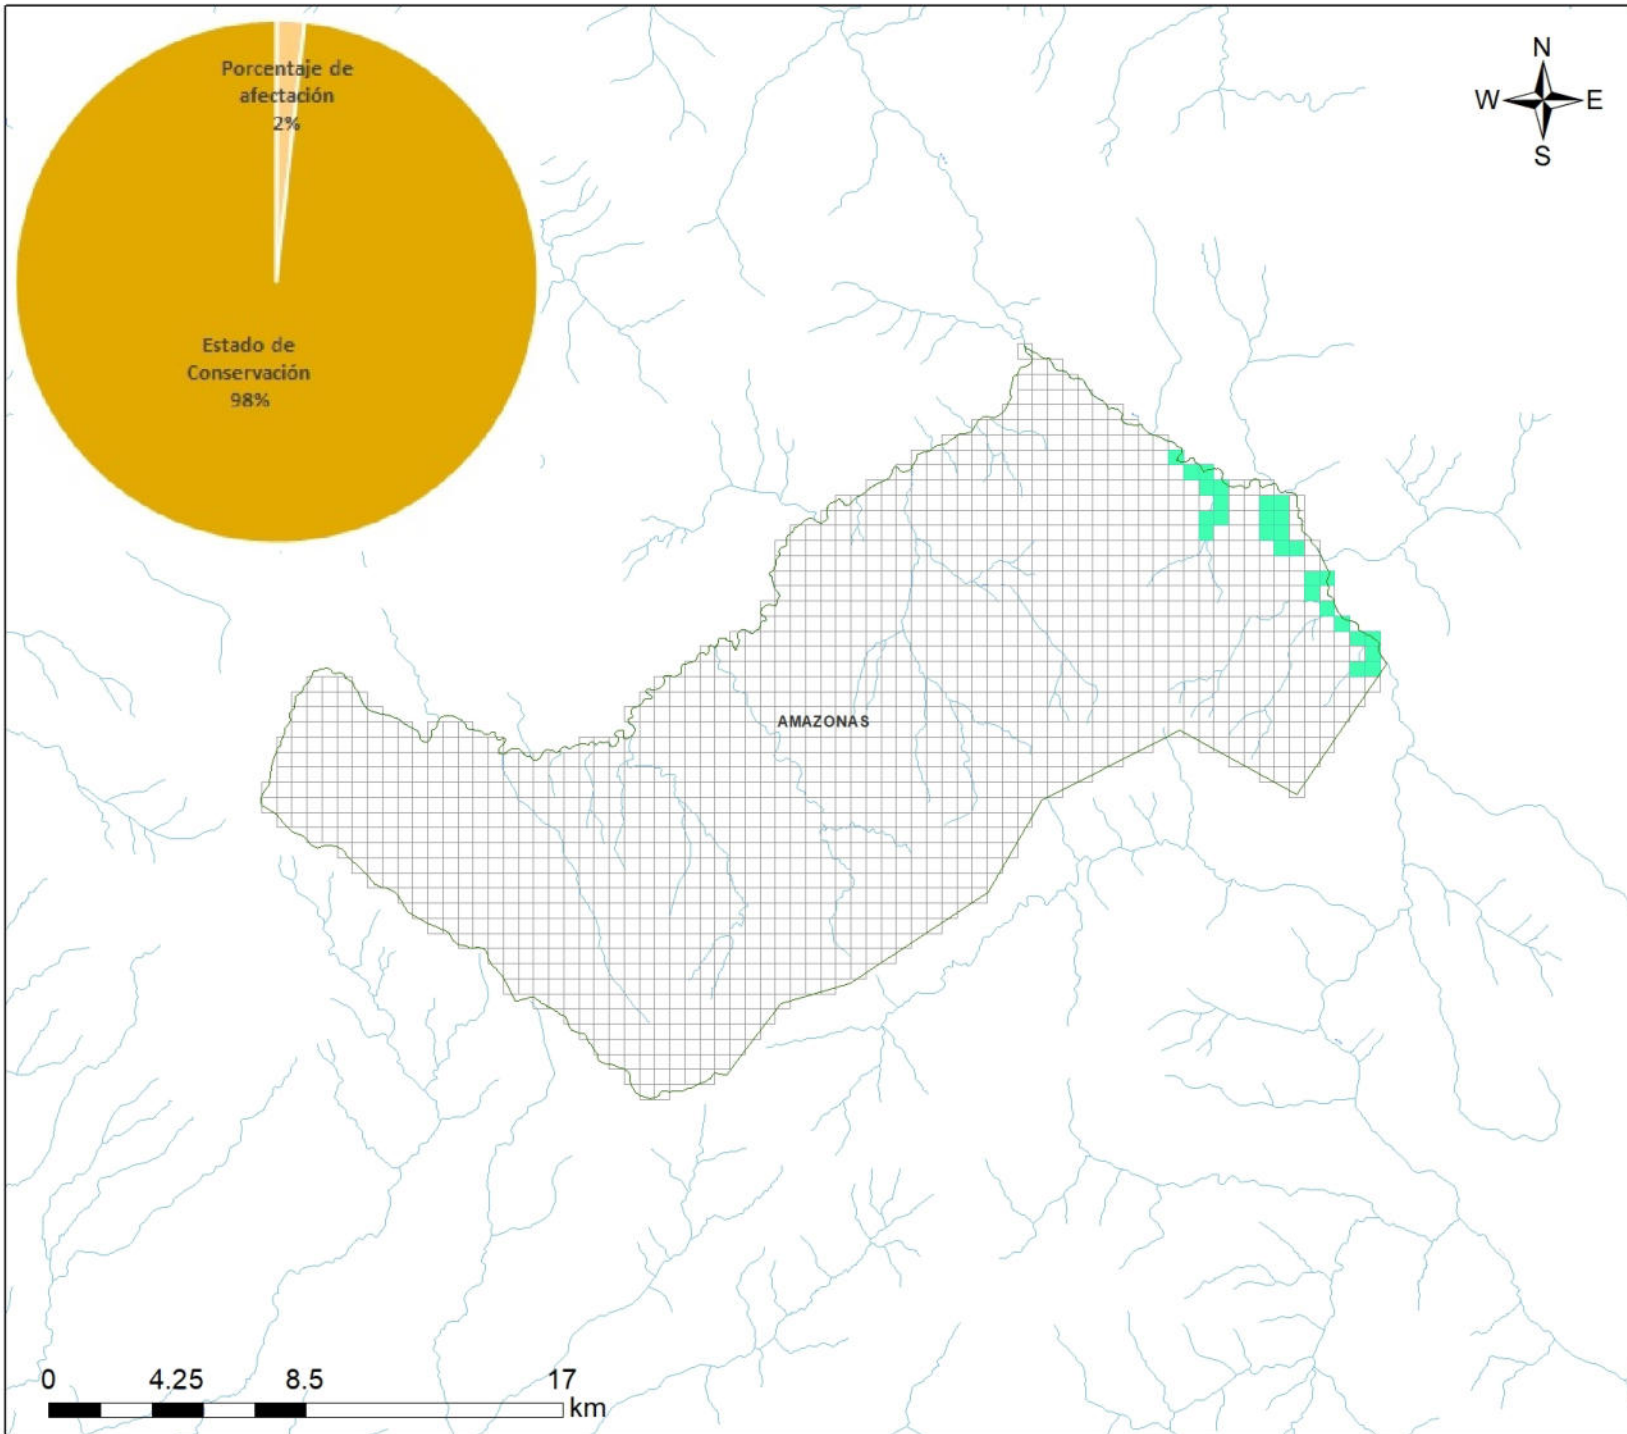 Porcentaje de
afectación
2%
N
W E
S
Estado de
Conservación
98%
AMAZONAS
0 4.25 8.5 17
km